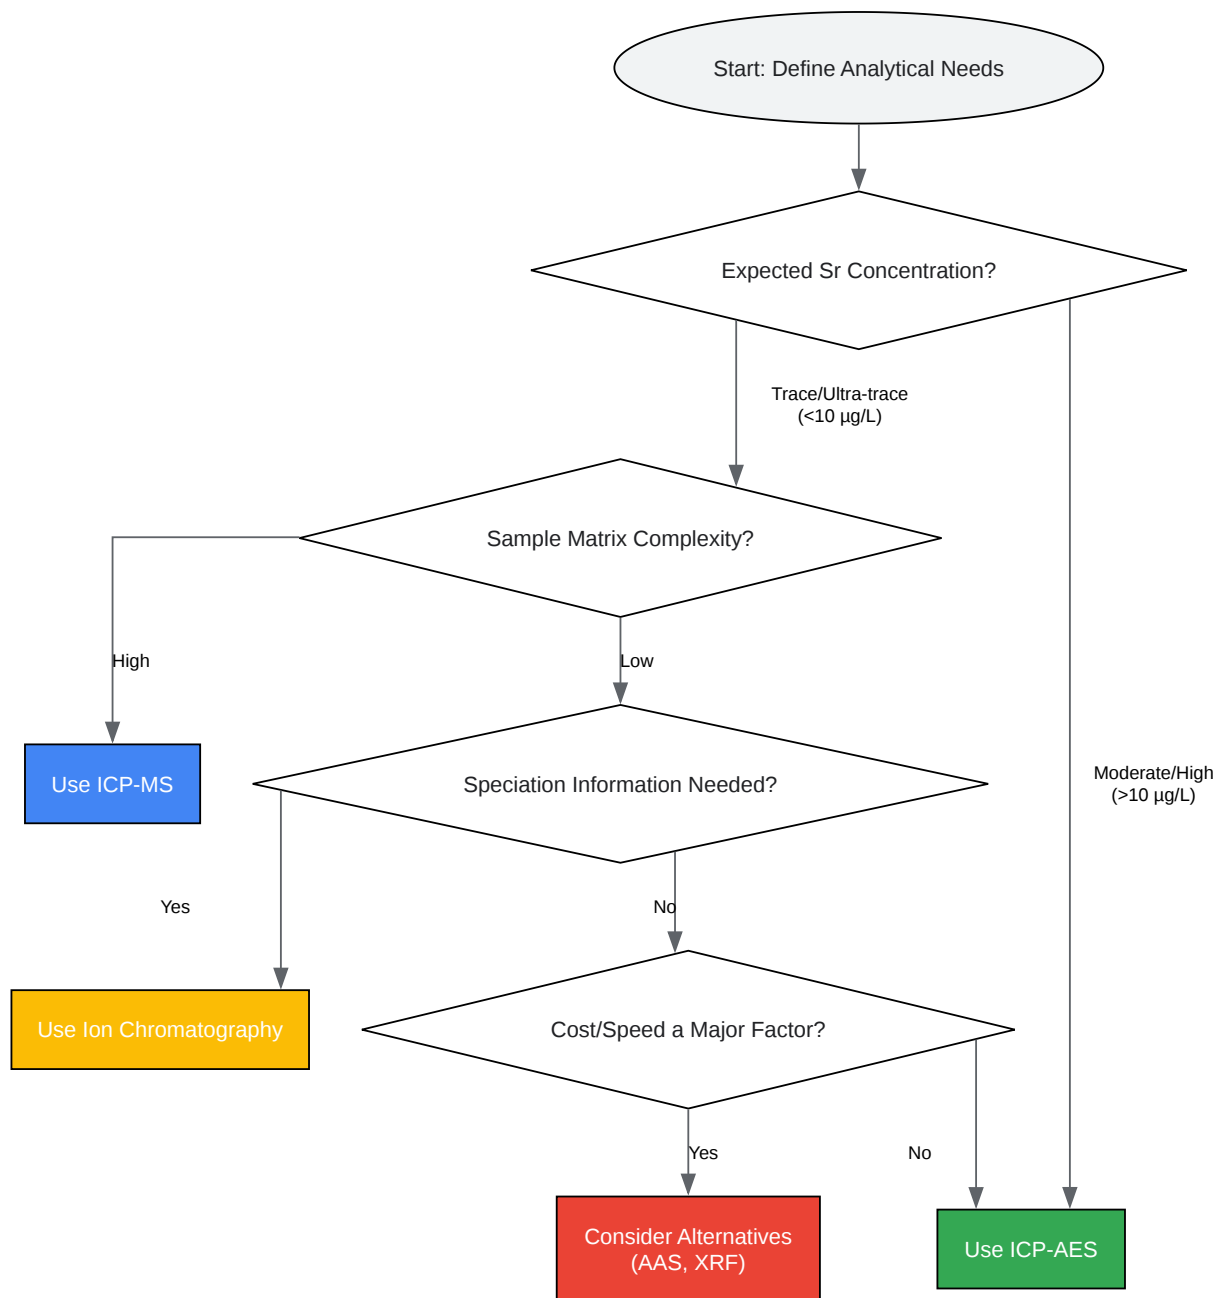 Start: Define Analytical Needs
Expected Sr Concentration?
Trace/Ultra-trace
(<10 µg/L)
Sample Matrix Complexity?
High
Low
Use ICP-MS
Speciation Information Needed?
Moderate/High
(>10 µg/L)
Yes
No
Use Ion Chromatography
Cost/Speed a Major Factor?
Yes
No
Consider Alternatives
(AAS, XRF)
Use ICP-AES